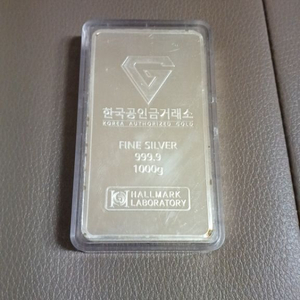 한국공인금거래소
KOREA AUTHORIZED GOLD
FINE SILVER
999.9
1000g
HALLMARK
LABORATORY